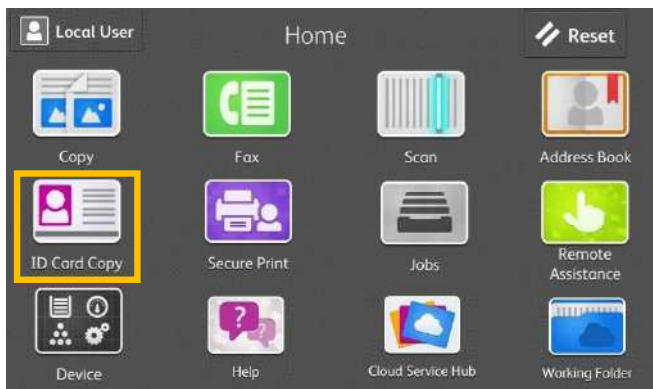 Local User
Home
Reset
Copy
Fax
Scan
Address Book
ID Card Copy
Secure Print
Jobs
Remote
Assistance
Device
?
?
Help
Cloud Service Hub
Working Folder